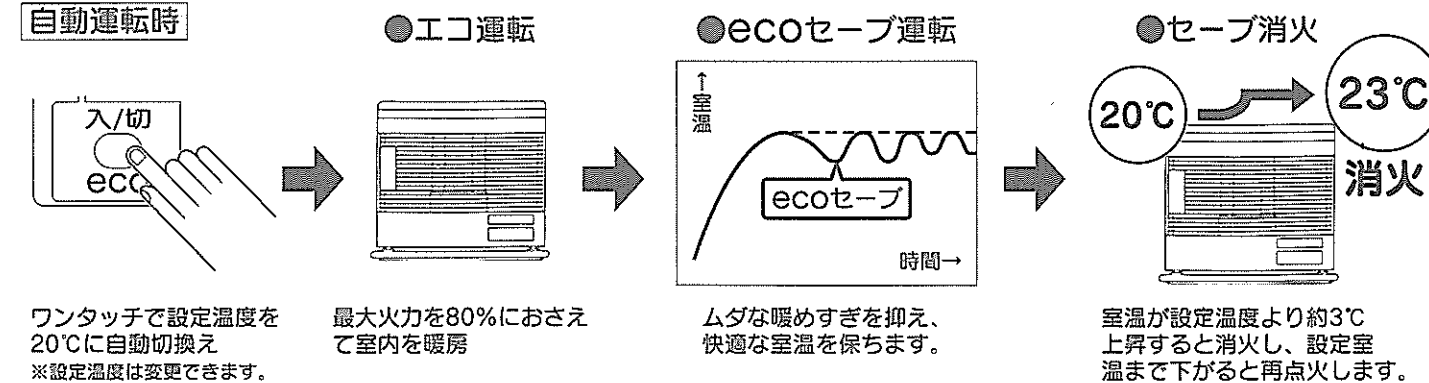 自動運転時
入/切
eco
ワンタッチで設定温度を
20℃に自動切換え
※設定温度は変更できます。
●エコ運転
最大火力を80%におさえ
て室内を暖房
●ecoセーブ運転
↑室温
ecoセーブ
時間→
ムダな暖めすぎを抑え、
快適な室温を保ちます。
●セーブ消火
20℃
23℃
消火
室温が設定温度より約3℃
上昇すると消火し、設定室
温まで下がると再点火します。